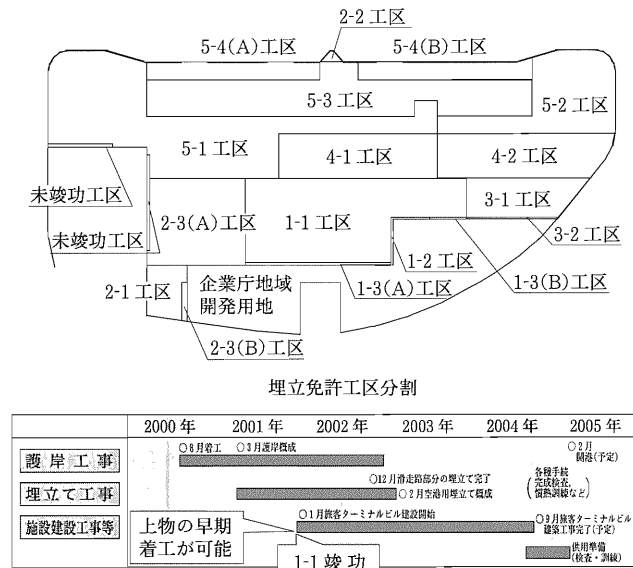 2-2 工区
5-4(A)工区
5-4(B)工区
5-3 工区
5-2 工区
5-1 工区
4-1 工区
4-2 工区
未竣功工区
3-1 工区
2-3(A)工区
1-1 工区
未竣功工区
3-2 工区
1-2 工区
2-1 工区
企業庁地域
開発用地
1-3(A)工区
1-3(B)工区
2-3(B)工区
埋立免許工区分割
2000 年 2001 年 2002 年 2003 年 2004 年 2005 年
護岸工事
8月着工
3月護岸概成
2月
開港(予定)
埋立て工事
12月滑走路部分の埋立て完了
2月空港用埋立て概成
各種手続
完成検査、
慣熟訓練など
施設建設工事等
1月旅客ターミナルビル建設開始
9月旅客ターミナルビル
建築工事完了(予定)
上物の早期
着工が可能
供用準備
(検査・訓練)
1-1 竣功